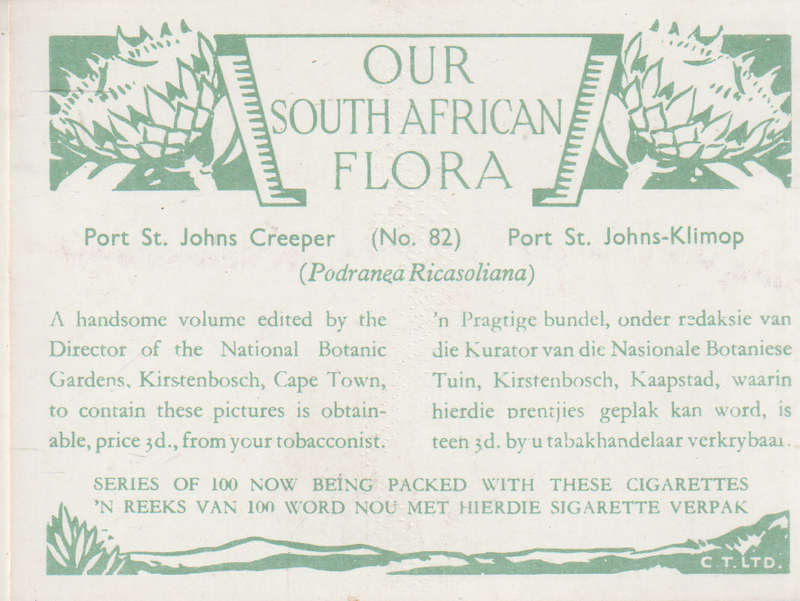 OUR
SOUTH AFRICAN
FLORA
Port St. Johns Creeper (No. 82) Port St. Johns-Klimop
(Podranea Ricasoliana)
A handsome volume edited by the
Director of the National Botanic
Gardens, Kirstenbosch, Cape Town,
to contain these pictures is obtain-
able, price 3d., from your tobacconist.
'n Pragtige bundel, onder redaksie van
die Kurator van die Nasionale Botaniese
Tuin, Kirstenbosch, Kaapstad, waarin
hierdie prentjies geplak kan word, is
teen 3d. by u tabakhandelaar verkrybaar.
SERIES OF 100 NOW BEING PACKED WITH THESE CIGARETTES
'N REEKS VAN 100 WORD NOU MET HIERDIE SIGARETTE VERPAK
C.T. LTD.